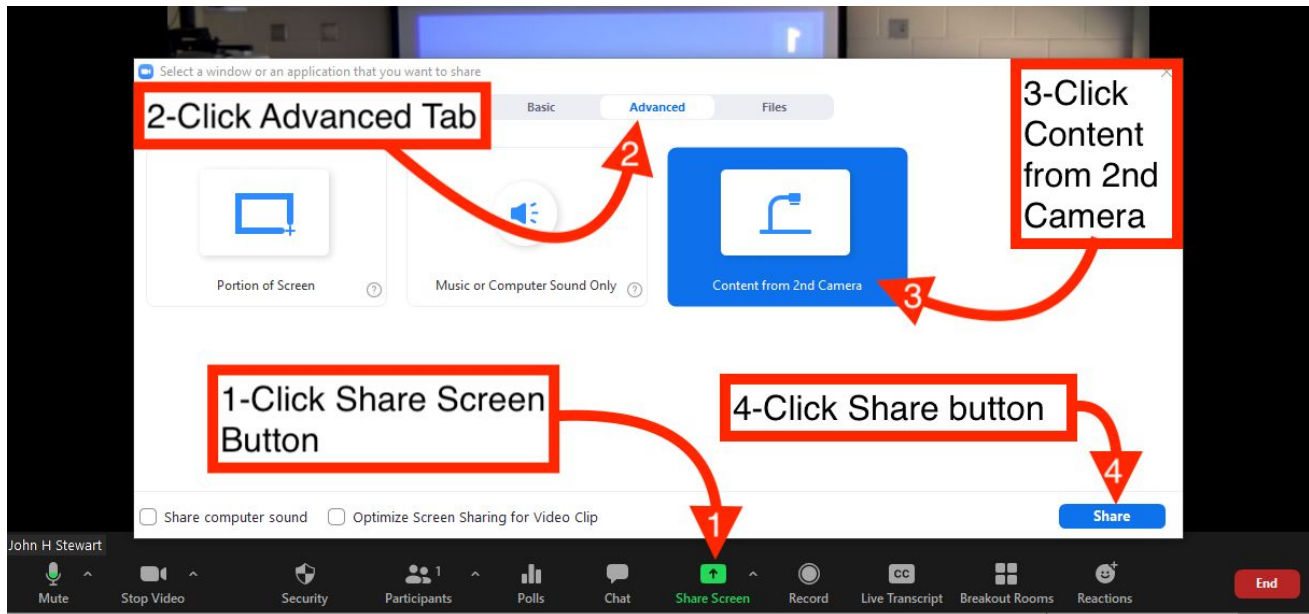 Select a window or an application that you want to share
2-Click Advanced Tab
Basic Advanced Files
3-Click
Content
from 2nd
Camera
2
Portion of Screen
Music or Computer Sound Only
Content from 2nd Camera
3
1-Click Share Screen
Button
4-Click Share button
4
1
Share computer sound Optimize Screen Sharing for Video Clip
Share
John H Stewart
1
Mute Stop Video Security Participants Polls Chat Share Screen Record Live Transcript Breakout Rooms Reactions End
CC